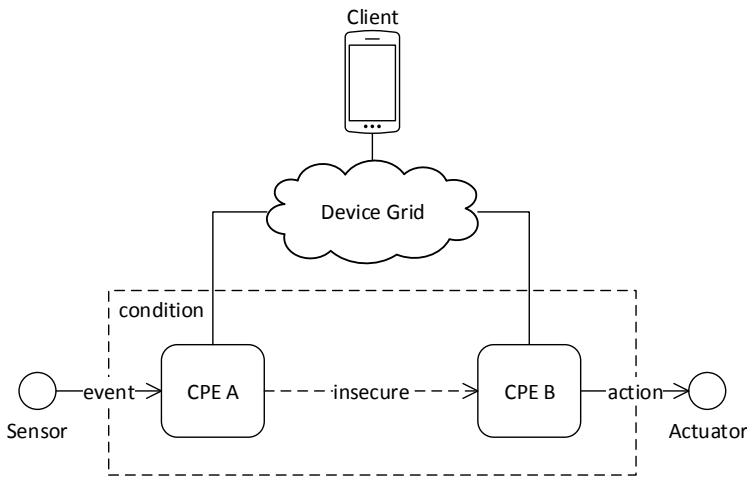 Client
Device Grid
condition
event
CPE A
insecure
CPE B
action
Sensor
Actuator